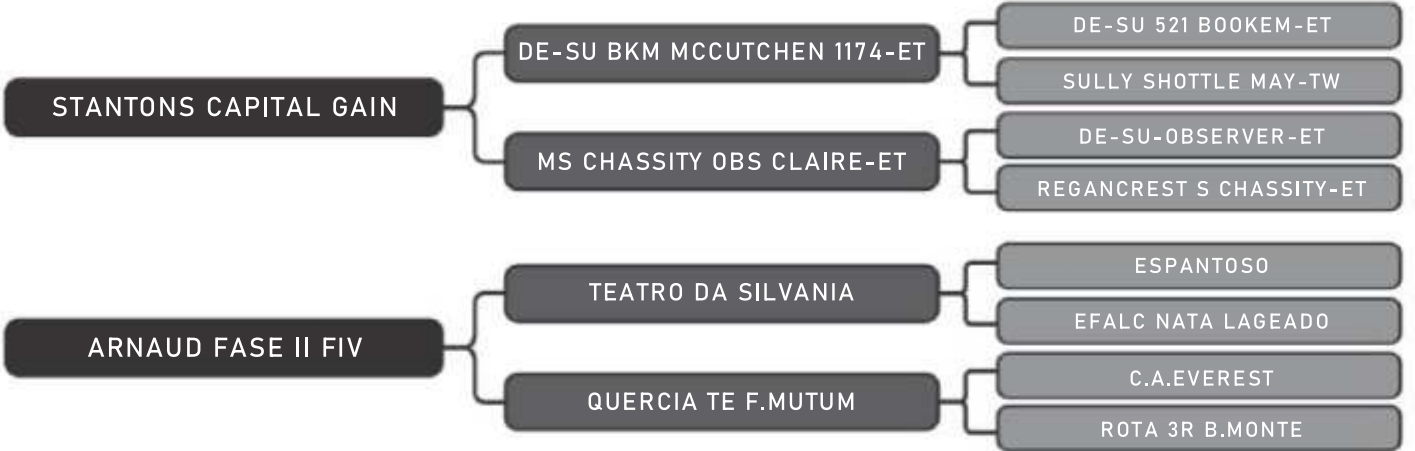 STANTONS CAPITAL GAIN
DE-SU BKM MCCUTCHEN 1174-ET
DE-SU 521 BOOKEM-ET
SULLY SHOTTLE MAY-TW
MS CHASSITY OBS CLAIRE-ET
DE-SU-OBSERVER-ET
REGANCREST S CHASSITY-ET
ARNAUD FASE II FIV
TEATRO DA SILVANIA
ESPANTOSO
EFALC NATA LAGEADO
QUERCIA TE F.MUTUM
C.A.EVEREST
ROTA 3R B.MONTE